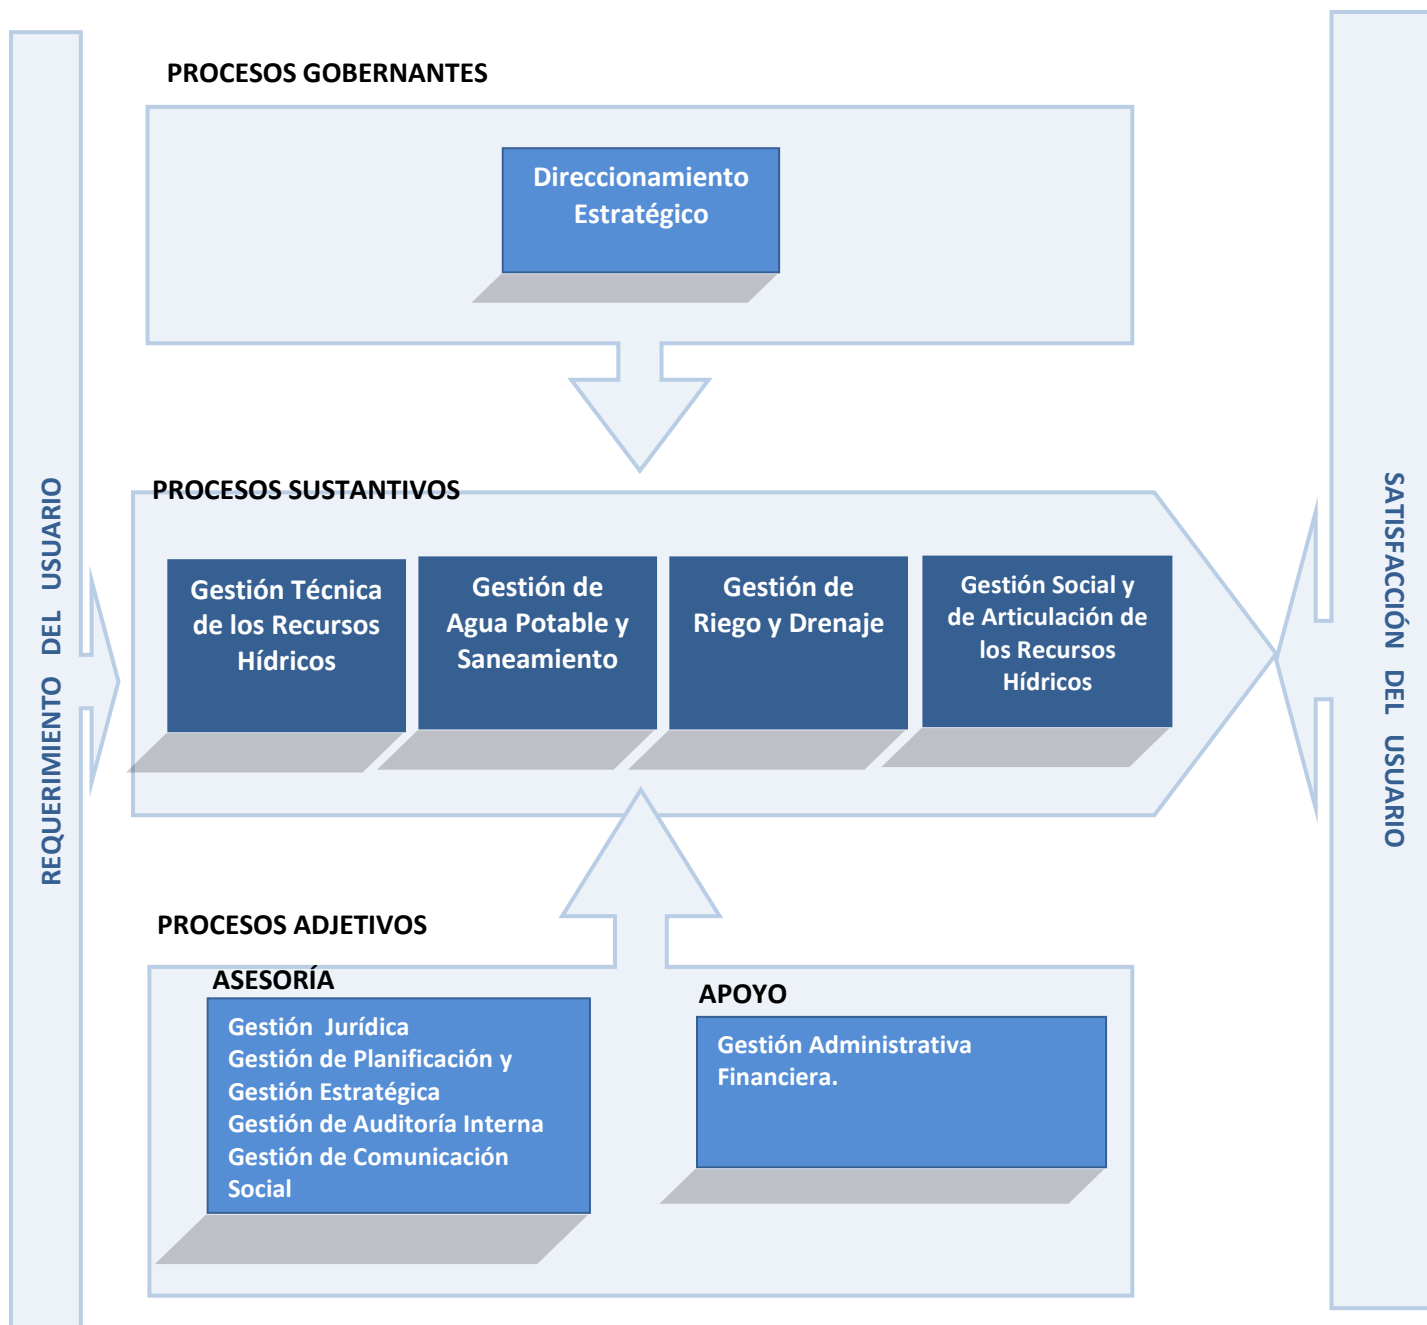 PROCESOS GOBERNANTES
Direccionamiento
Estratégico
REQUERIMIENTO DEL USUARIO
PROCESOS SUSTANTIVOS
Gestión Técnica
de los Recursos
Hídricos
Gestión de
Agua Potable y
Saneamiento
Gestión de
Riego y Drenaje
Gestión Social y
de Articulación de
los Recursos
Hídricos
SATISFACCIÓN DEL USUARIO
PROCESOS ADJETIVOS
ASESORÍA
Gestión Jurídica
Gestión de Planificación y
Gestión Estratégica
Gestión de Auditoría Interna
Gestión de Comunicación
Social
APOYO
Gestión Administrativa
Financiera.